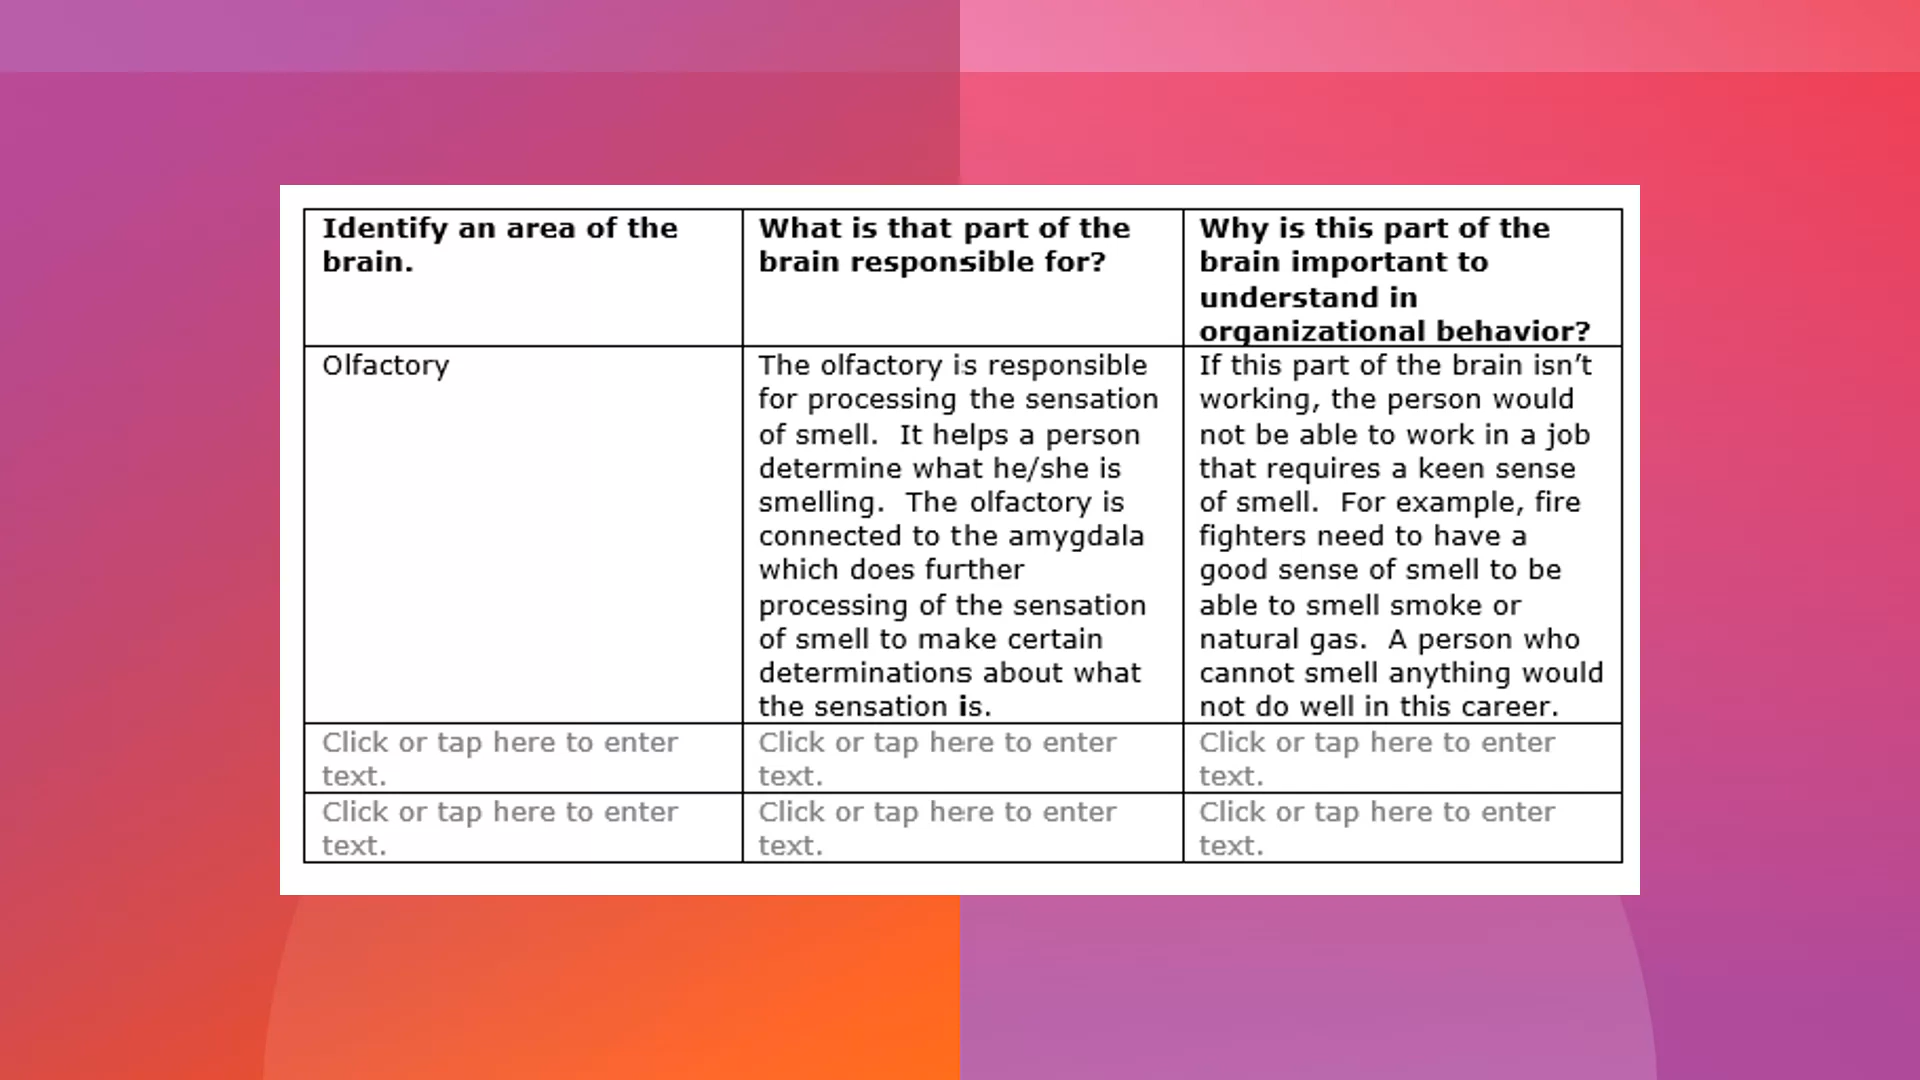 Identify an area of the
brain.
What is that part of the
brain responsible for?
Why is this part of the
brain important to
understand in
organizational behavior?
Olfactory
The olfactory is responsible
for processing the sensation
of smell.  It helps a person
determine what he/she is
smelling.  The olfactory is
connected to the amygdala
which does further
processing of the sensation
of smell to make certain
determinations about what
the sensation is.
If this part of the brain isn’t
working, the person would
not be able to work in a job
that requires a keen sense
of smell.  For example, fire
fighters need to have a
good sense of smell to be
able to smell smoke or
natural gas.  A person who
cannot smell anything would
not do well in this career.
Click or tap here to enter
text.
Click or tap here to enter
text.
Click or tap here to enter
text.
Click or tap here to enter
text.
Click or tap here to enter
text.
Click or tap here to enter
text.